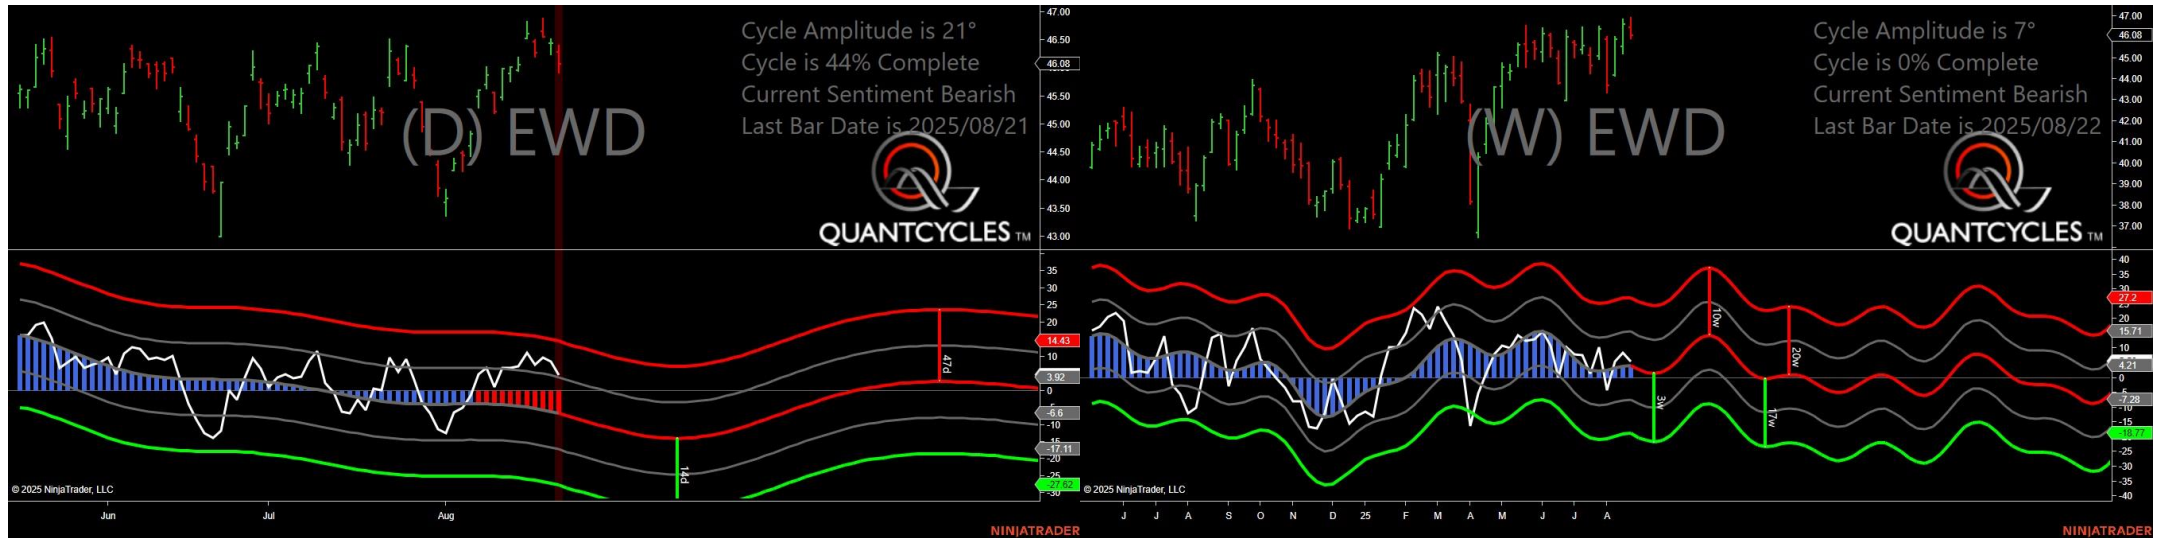 Cycle Amplitude is 21°
Cycle is 44% Complete
Current Sentiment Bearish
Last Bar Date is 2025/08/21
(D) EWD
QUANTCYCLES TM
47.00
46.50
46.08
45.50
45.00
44.50
44.00
43.50
43.00
35
30
25
20
14.43
10
3.92
0
-6.6
-10
-15
-17.11
-25
-27.62
-30
47d
14d
© 2025 NinjaTrader, LLC
Jun
Jul
Aug
NINJATRADER
Cycle Amplitude is 7°
Cycle is 0% Complete
Current Sentiment Bearish
Last Bar Date is 2025/08/22
(W) EWD
QUANTCYCLES TM
47.00
46.08
45.00
44.00
43.00
42.00
41.00
40.00
39.00
38.00
37.00
40
35
30
27.2
20
15.71
10
4.21
0
-7.28
-10
-15
-18.77
-25
-30
-35
-40
10w
20w
3w
17w
© 2025 NinjaTrader, LLC
J J A S O N D 25 F M A M J J A
NINJATRADER